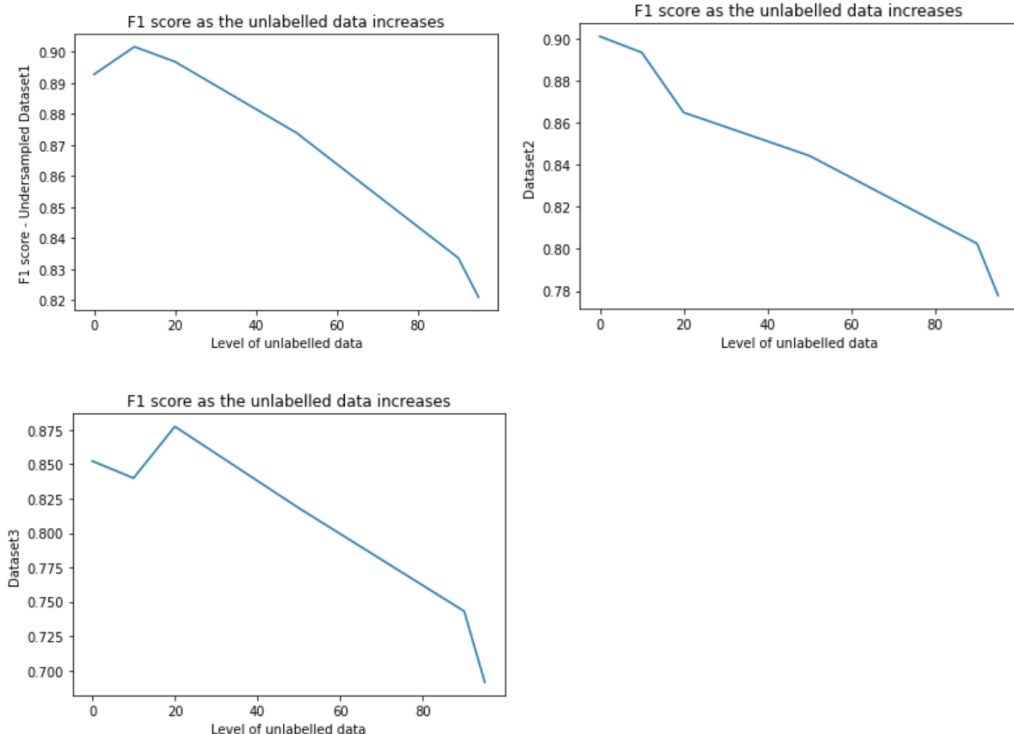 F1 score as the unlabelled data increases
F1 score - Undersampled Dataset1
0.90
0.89
0.88
0.87
0.86
0.85
0.84
0.83
0.82
0 20 40 60 80
Level of unlabelled data
F1 score as the unlabelled data increases
Dataset2
0.90
0.88
0.86
0.84
0.82
0.80
0.78
0 20 40 60 80
Level of unlabelled data
F1 score as the unlabelled data increases
Dataset3
0.875
0.850
0.825
0.800
0.775
0.750
0.725
0.700
0 20 40 60 80
Level of unlabelled data